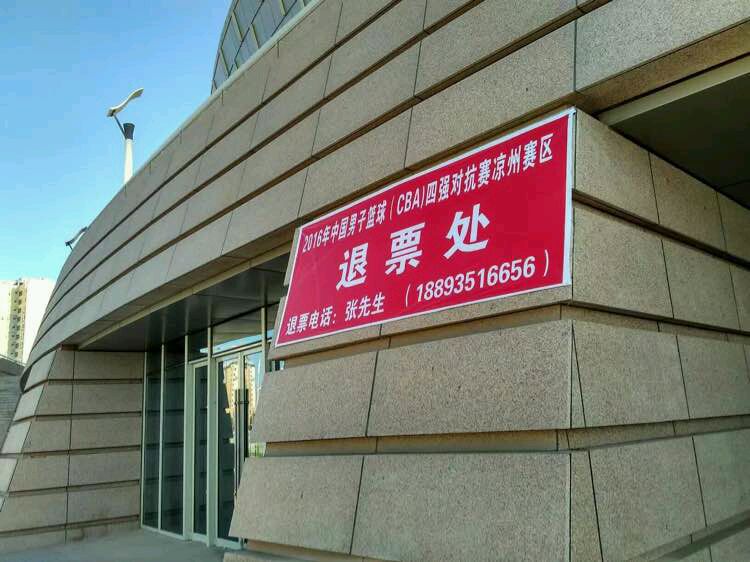 2016年中国男子篮球（CBA)四强对抗赛凉州赛区
退票处
退票电话：张先生 （18893516656）